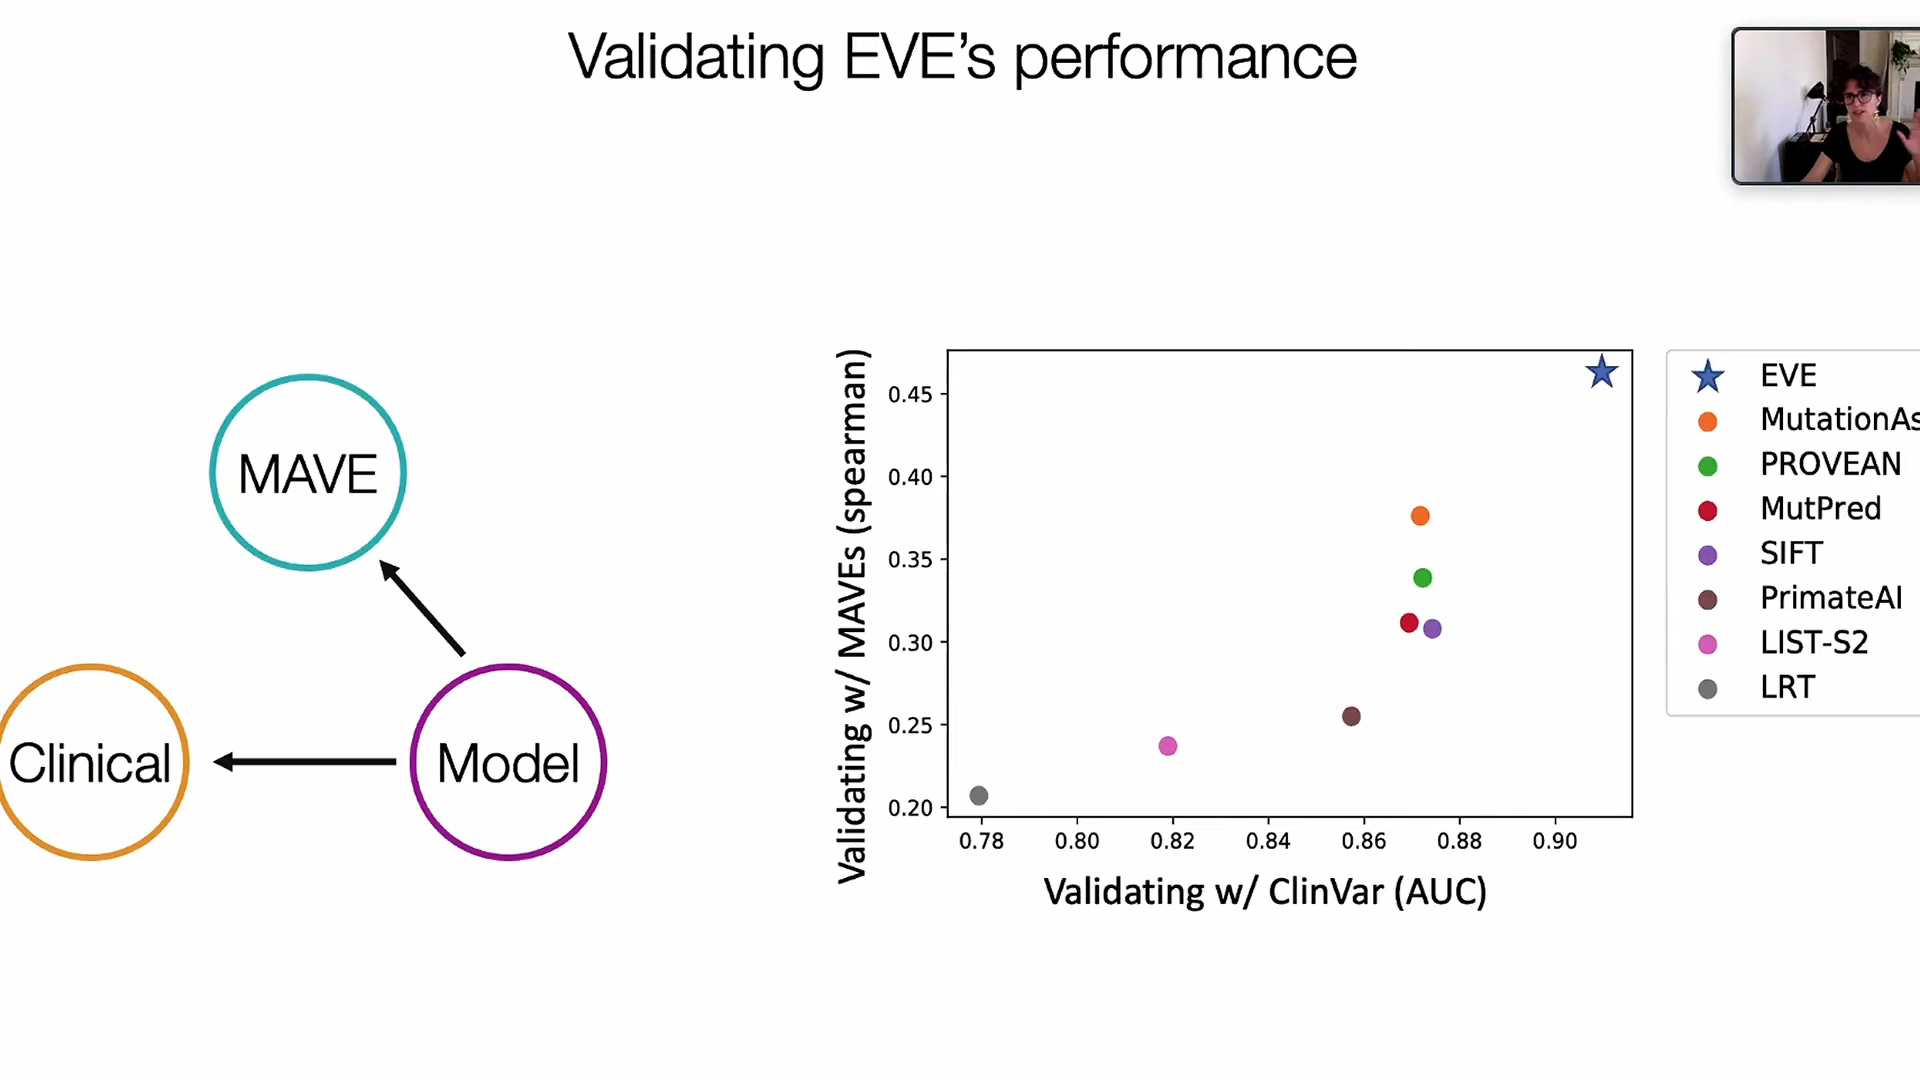 Validating EVE's performance
MAVE
Clinical
Model
Validating w/ MAVEs (spearman)
0.45
0.40
0.35
0.30
0.25
0.20
0.78 0.80 0.82 0.84 0.86 0.88 0.90
Validating w/ ClinVar (AUC)
EVE
MutationAs
PROVEAN
MutPred
SIFT
PrimateAI
LIST-S2
LRT